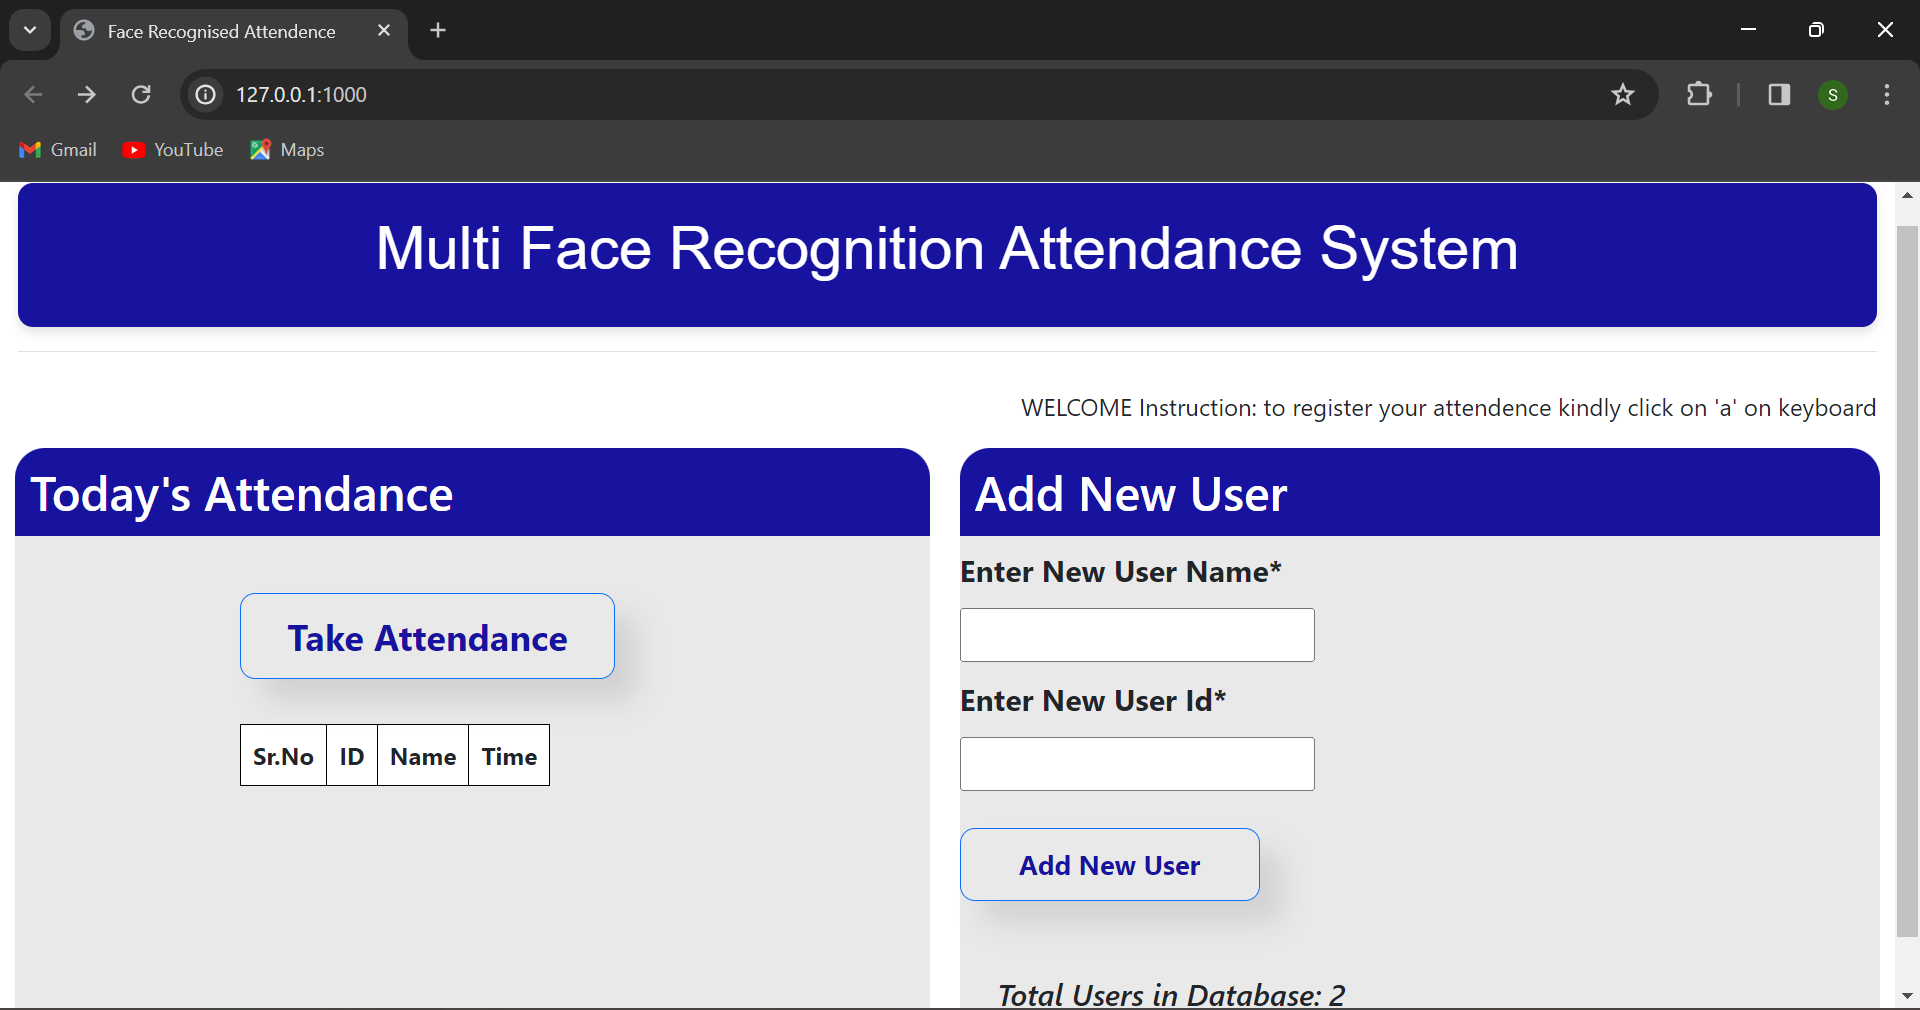 Face Recognised Attendence
127.0.0.1:1000
S
Gmail YouTube Maps
Multi Face Recognition Attendance System
WELCOME Instruction: to register your attendence kindly click on 'a' on keyboard
Today's Attendance
Take Attendance
Sr.No ID Name Time
Add New User
Enter New User Name*
Enter New User Id*
Add New User
Total Users in Database: 2